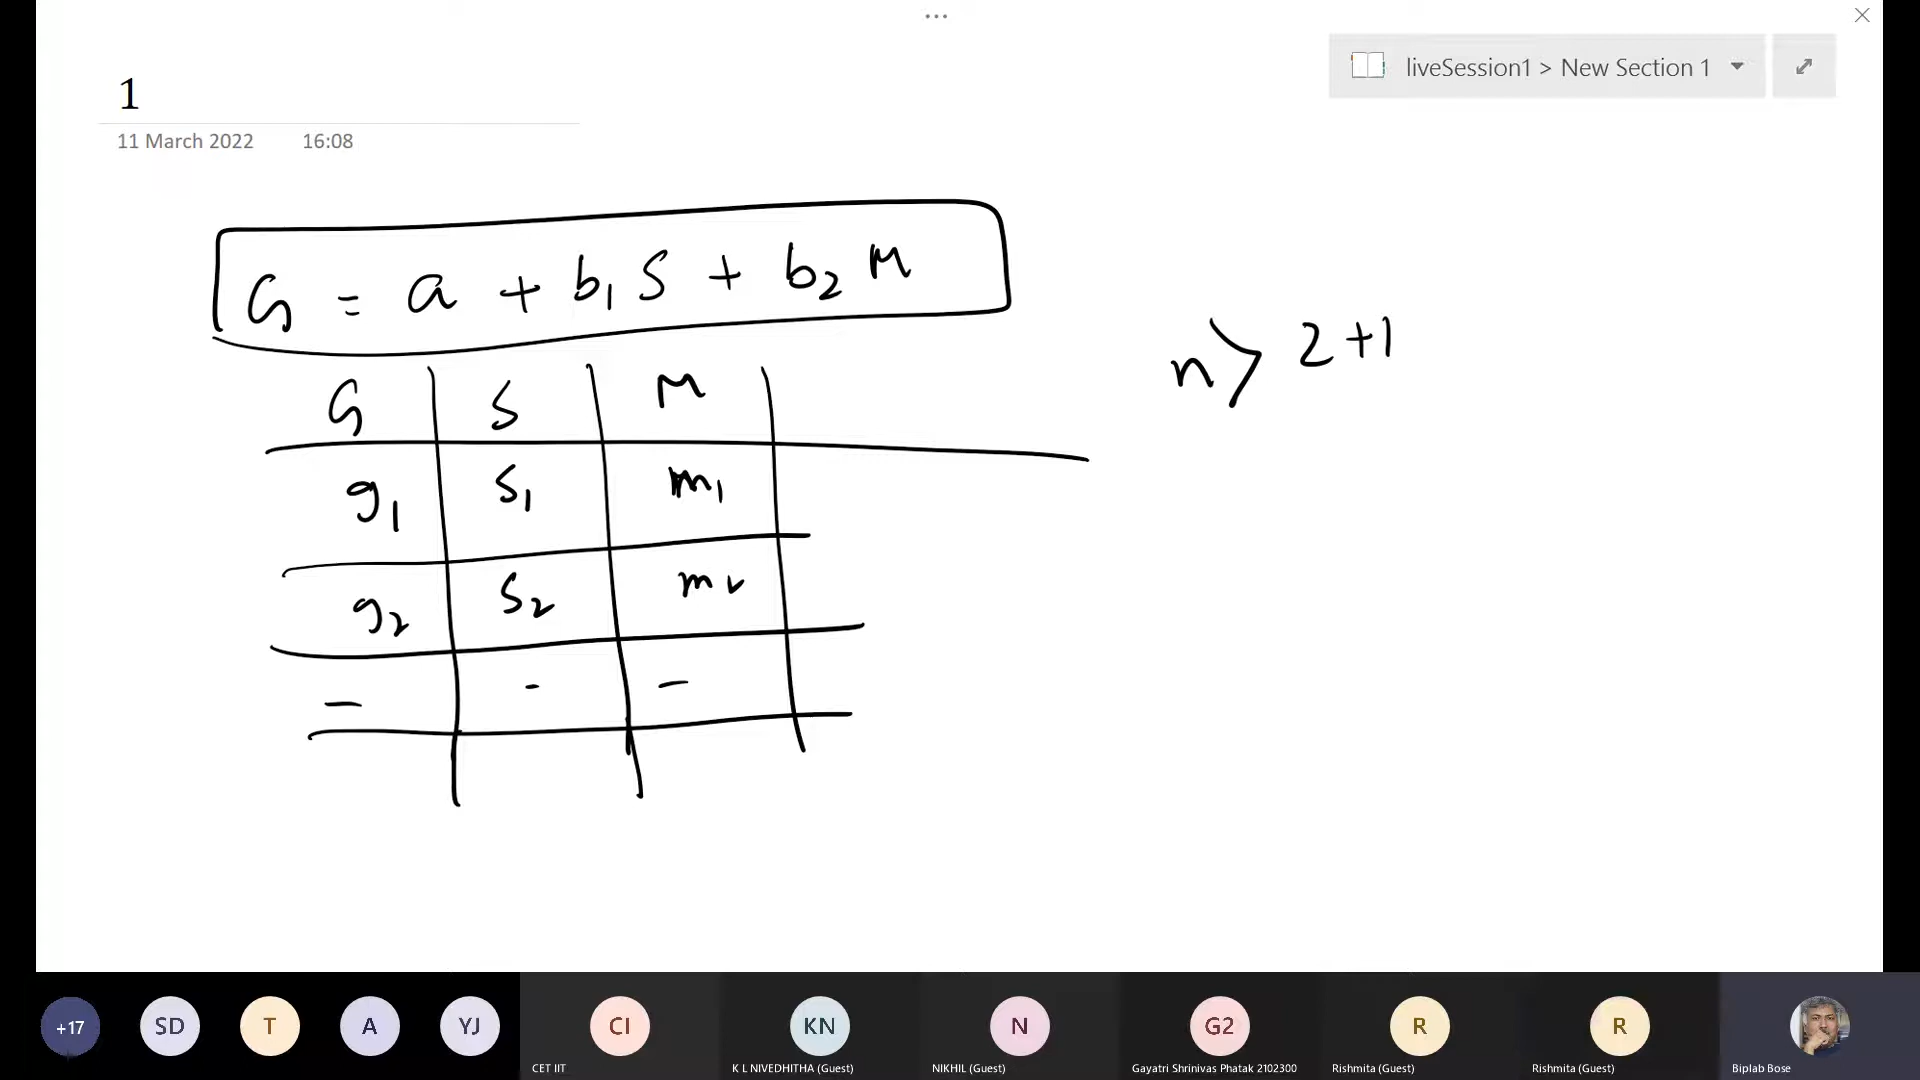 ...
liveSession1 > New Section 1
1
11 March 2022 16:08
G = a + b₁ S + b₂ M
n > 2+1
G S M
g₁ s₁ m₁
g₂ s₂ m₂
– - –
+17 SD T A YJ CI KN N G2 R R
CET IIT K L NIVEDHITHA (Guest) NIKHIL (Guest) Gayatri Shrinivas Phatak 2102300 Rishmita (Guest) Rishmita (Guest) Biplab Bose